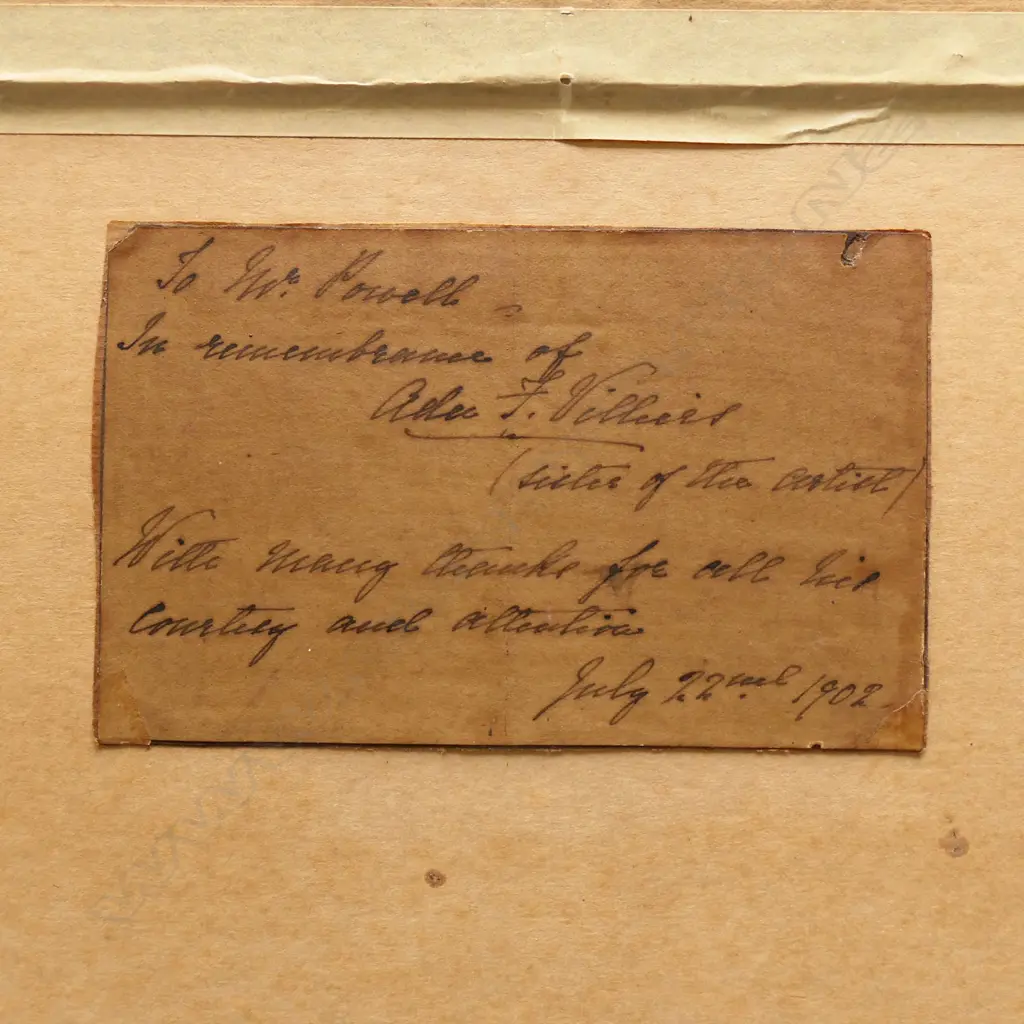 To Mr. Powell –
In remembrance of
Ada F. Villiers
(sister of the artist)
With many thanks for all his
courtesy and attention
July 22nd. 1902.